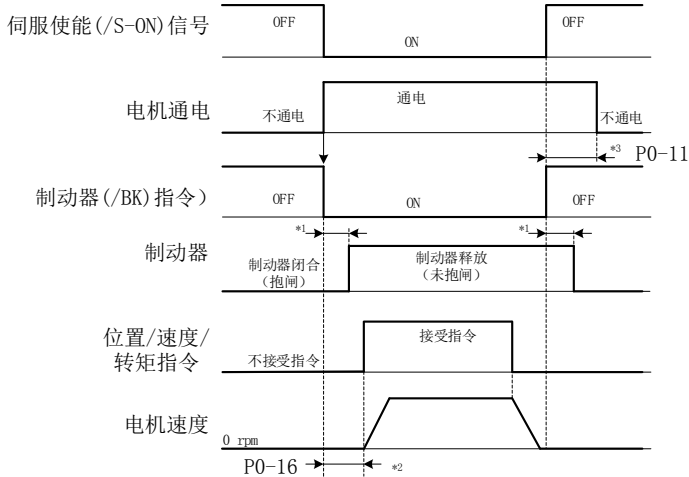 伺服使能(/S-ON)信号
OFF
ON
OFF
电机通电
不通电
通电
不通电
*3
P0-11
制动器(/BK)指令）
OFF
ON
OFF
*1
*1
制动器
制动器闭合
（抱闸）
制动器释放
（未抱闸）
位置/速度/
转矩指令
不接受指令
接受指令
电机速度
0 rpm
P0-16
*2